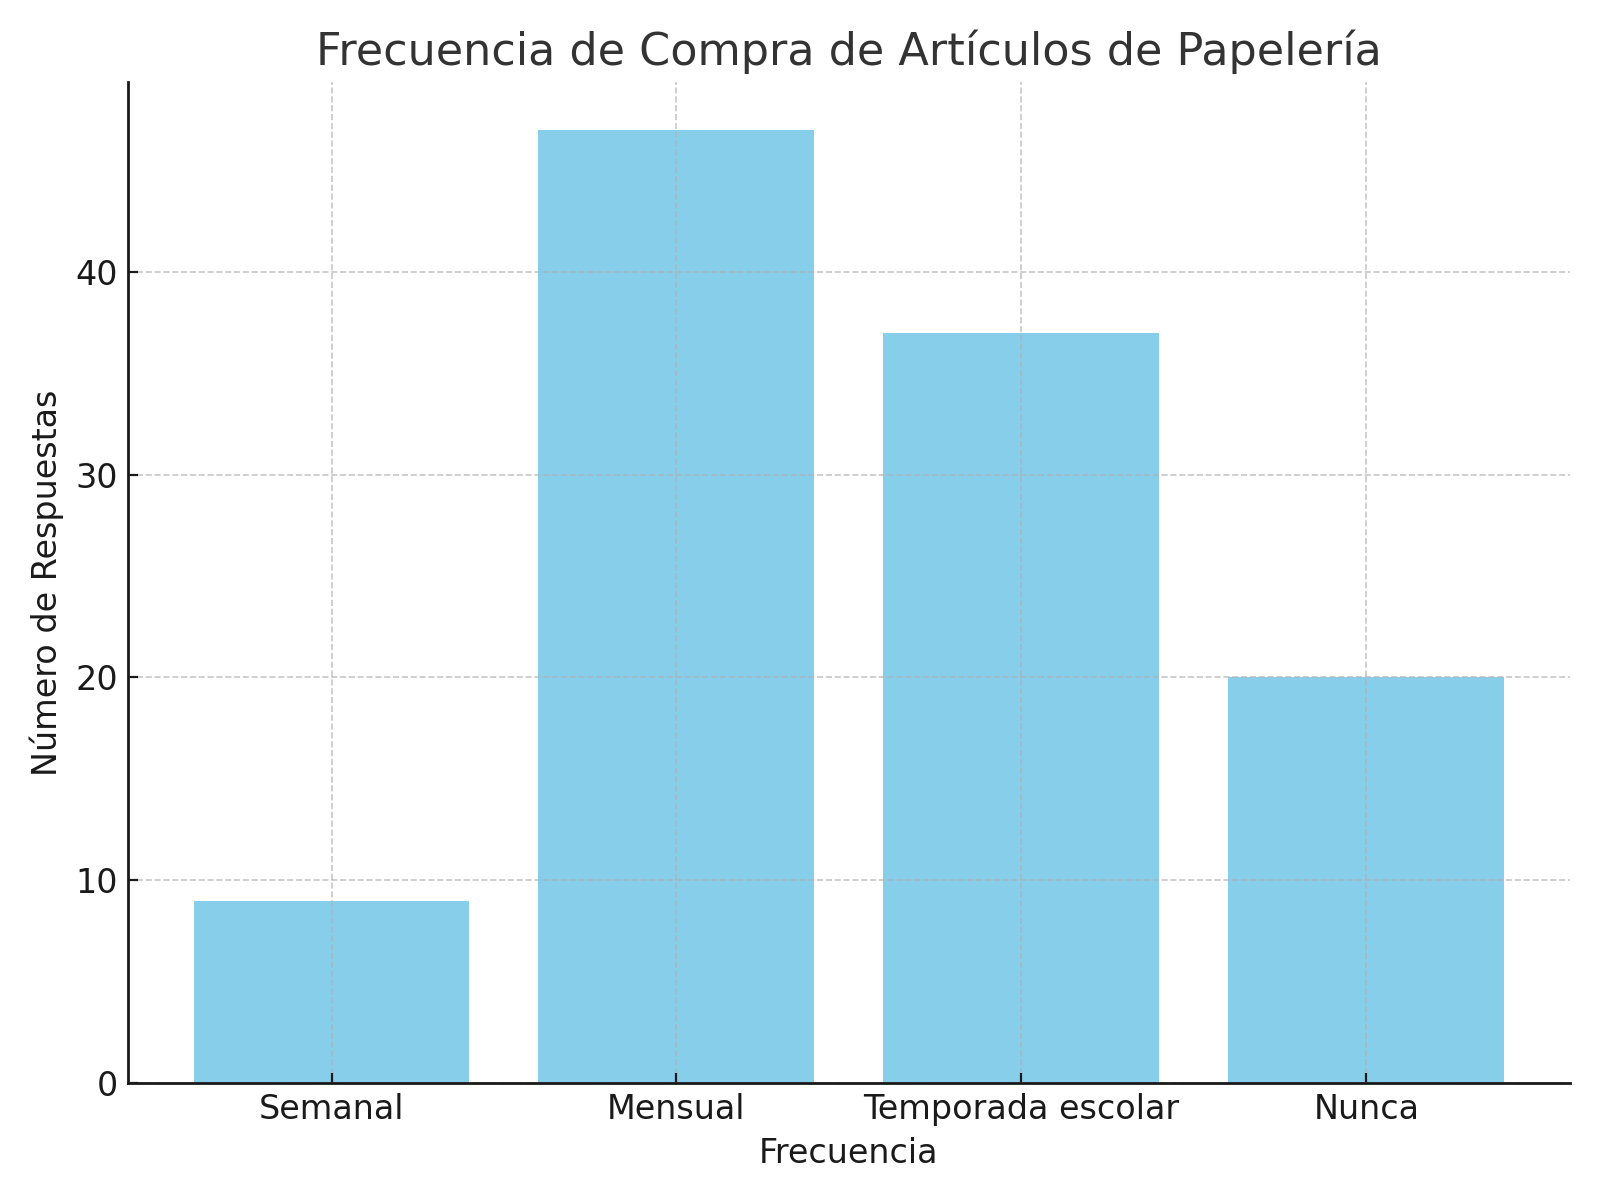 Frecuencia de Compra de Artículos de Papelería
Número de Respuestas
40
30
20
10
0
Semanal
Mensual
Temporada escolar
Nunca
Frecuencia